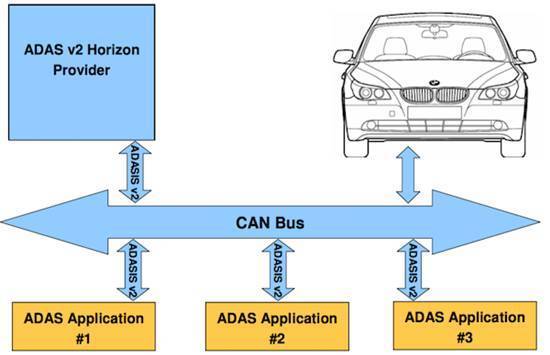 ADAS v2 Horizon
Provider
ADASIS v2
CAN Bus
ADASIS v2
ADASIS v2
ADASIS v2
ADAS Application
#1
ADAS Application
#2
ADAS Application
#3